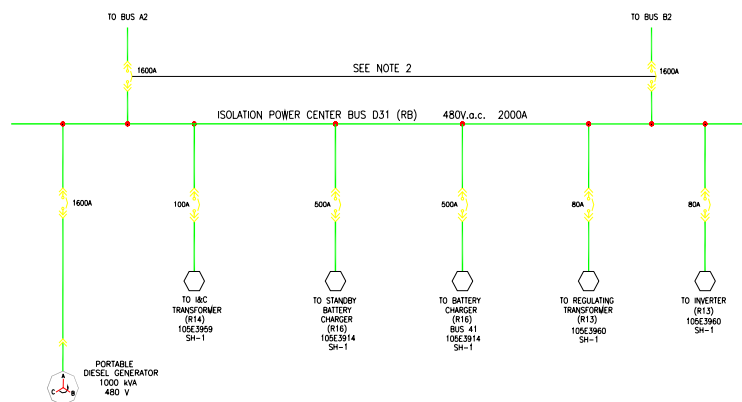 TO BUS A2
TO BUS B2
1600A
SEE NOTE 2
1600A
ISOLATION POWER CENTER BUS D31 (RB) 480V.a.c. 2000A
1600A
100A
500A
500A
80A
80A
TO I&C
TRANSFORMER
(R14)
105E3959
SH-1
TO STANDBY
BATTERY
CHARGER
(R16)
105E3914
SH-1
TO BATTERY
CHARGER
(R16)
BUS 41
105E3914
SH-1
TO REGULATING
TRANSFORMER
(R13)
105E3960
SH-1
TO INVERTER
(R13)
105E3960
SH-1
PORTABLE
DIESEL GENERATOR
1000 kVA
480 V
A
C
B